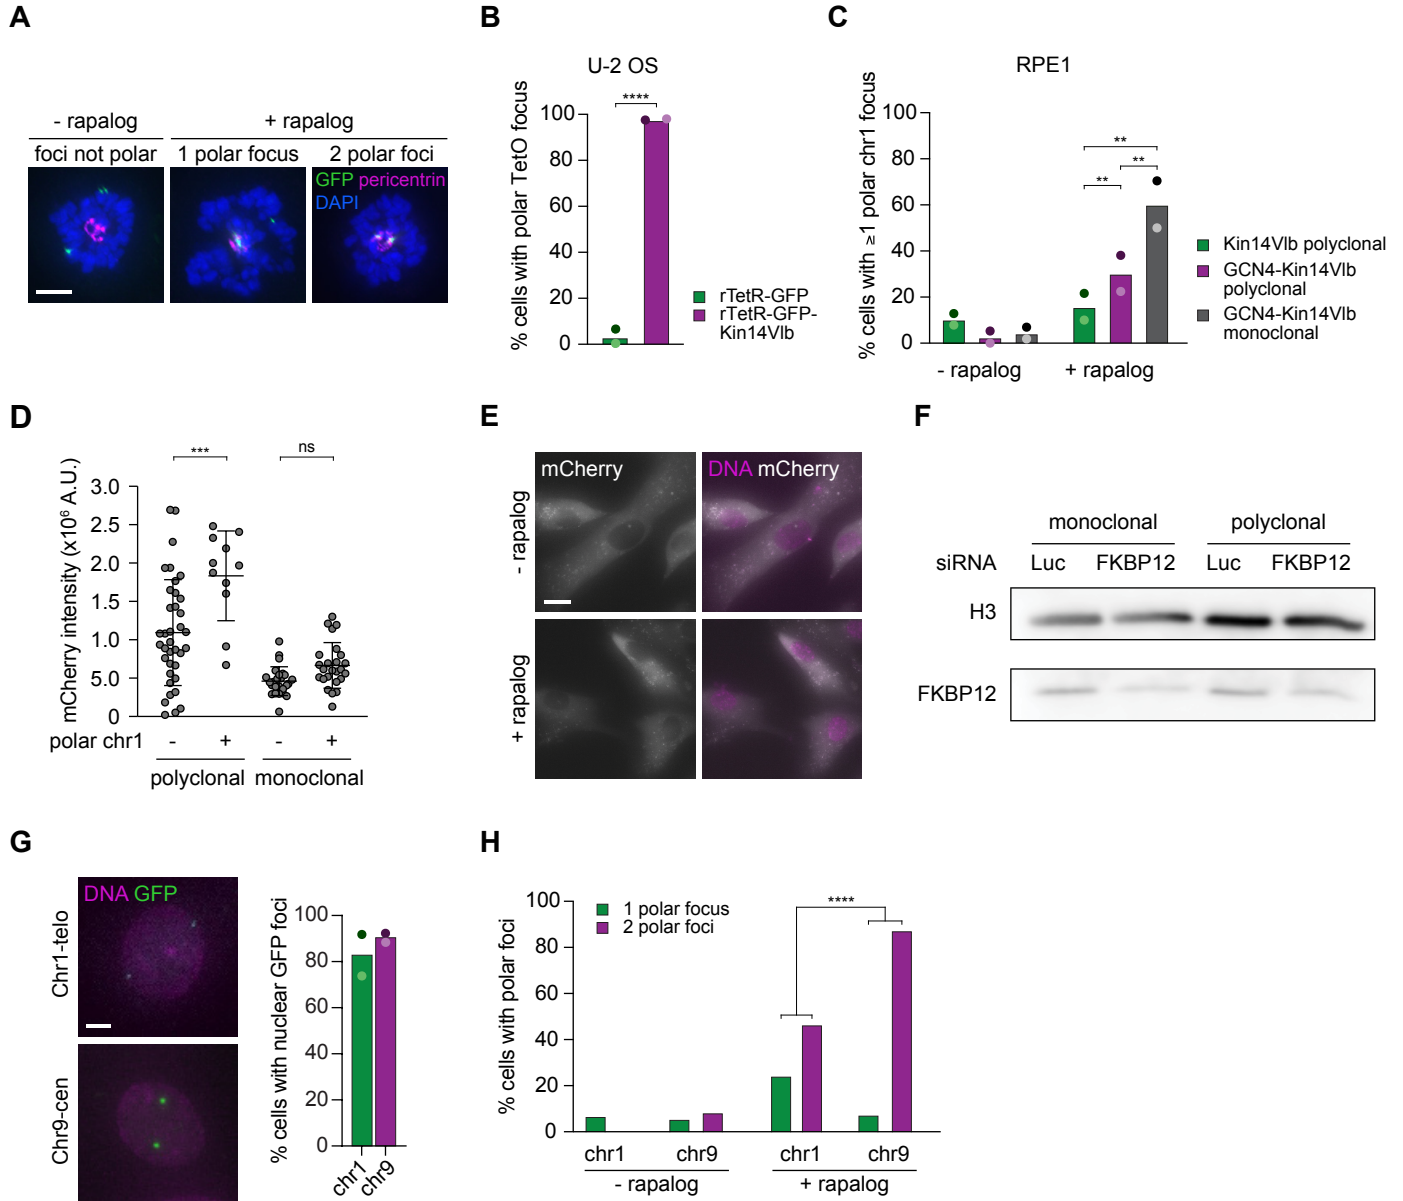 A
- rapalog
+ rapalog
foci not polar
1 polar focus
2 polar foci
GFP pericentrin
DAPI
B
U-2 OS
% cells with polar TetO focus
100
80
60
40
20
0
****
rTetR-GFP
rTetR-GFP-
Kin14VIb
C
RPE1
% cells with ≥1 polar chr1 focus
100
80
60
40
20
0
**
**
**
- rapalog
+ rapalog
Kin14VIb polyclonal
GCN4-Kin14VIb
polyclonal
GCN4-Kin14VIb
monoclonal
D
mCherry intensity (x10⁶ A.U.)
3.0
2.5
2.0
1.5
1.0
5.0
0
***
ns
polar chr1
-
+
-
+
polyclonal
monoclonal
E
- rapalog
+ rapalog
mCherry
DNA mCherry
F
monoclonal
polyclonal
siRNA
Luc
FKBP12
Luc
FKBP12
H3
FKBP12
G
DNA GFP
Chr1-telo
Chr9-cen
% cells with nuclear GFP foci
100
80
60
40
20
0
chr1
chr9
H
% cells with polar foci
100
80
60
40
20
0
1 polar focus
2 polar foci
****
chr1
chr9
chr1
chr9
- rapalog
+ rapalog